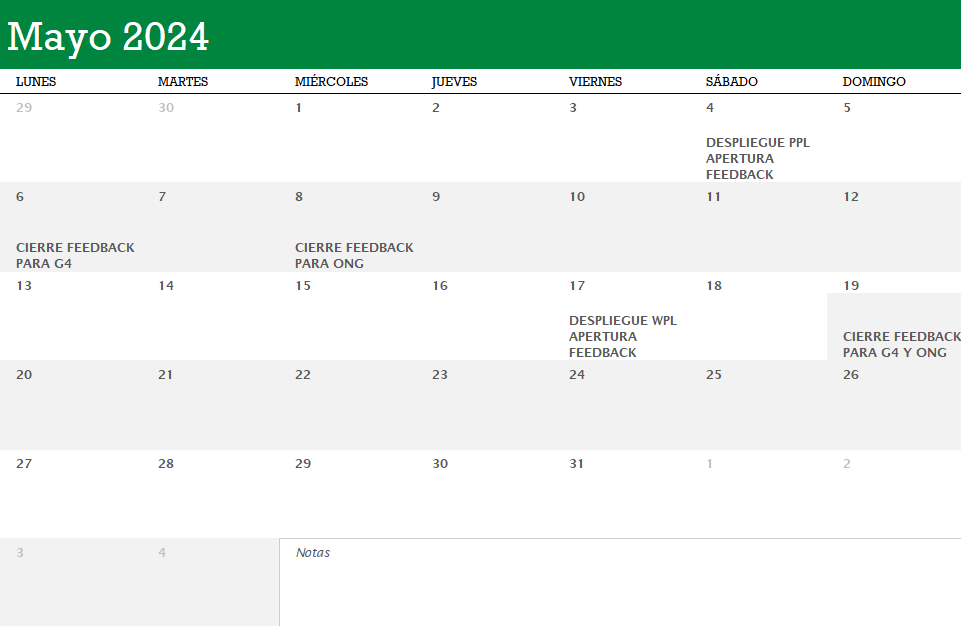 Mayo 2024
LUNES MARTES MIÉRCOLES JUEVES VIERNES SÁBADO DOMINGO
29 30 1 2 3 4 5
DESPLIEGUE PPL
APERTURA
FEEDBACK
6 7 8 9 10 11 12
CIERRE FEEDBACK CIERRE FEEDBACK
PARA G4 PARA ONG
13 14 15 16 17 18 19
DESPLIEGUE WPL
APERTURA CIERRE FEEDBACK
FEEDBACK PARA G4 Y ONG
20 21 22 23 24 25 26
27 28 29 30 31 1 2
3 4 Notas